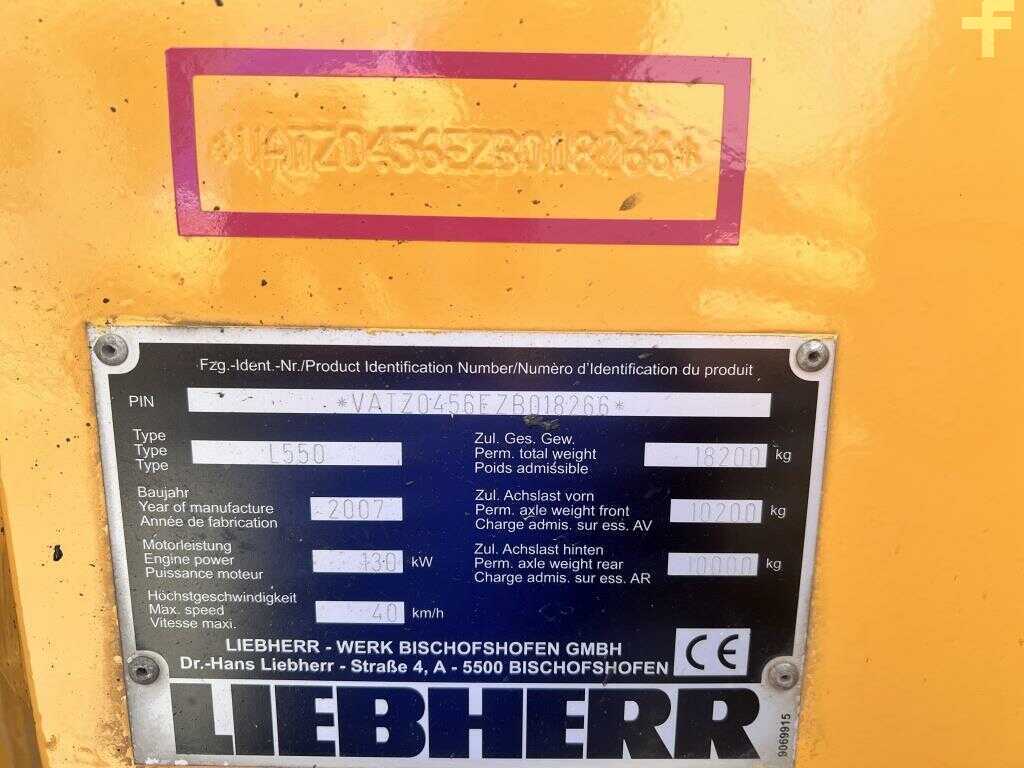 *VATZ0456EZB018266*
Fzg.-Ident.-Nr./Product Identification Number/Numèro d'Identification du produit
PIN *VATZ0456EZB018266*
Type
Type L550
Type
Zul. Ges. Gew.
Perm. total weight 18200 kg
Poids admissible
Baujahr
Year of manufacture 2007
Année de fabrication
Zul. Achslast vorn
Perm. axle weight front 10200 kg
Charge admis. sur ess. AV
Motorleistung
Engine power 130 kW
Puissance moteur
Zul. Achslast hinten
Perm. axle weight rear 10000 kg
Charge admis. sur ess. AR
Höchstgeschwindigkeit
Max. speed 40 km/h
Vitesse maxi.
LIEBHERR - WERK BISCHOFSHOFEN GMBH
Dr.-Hans Liebherr - Straße 4, A - 5500 BISCHOFSHOFEN
CE
LIEBHERR
9069915
f